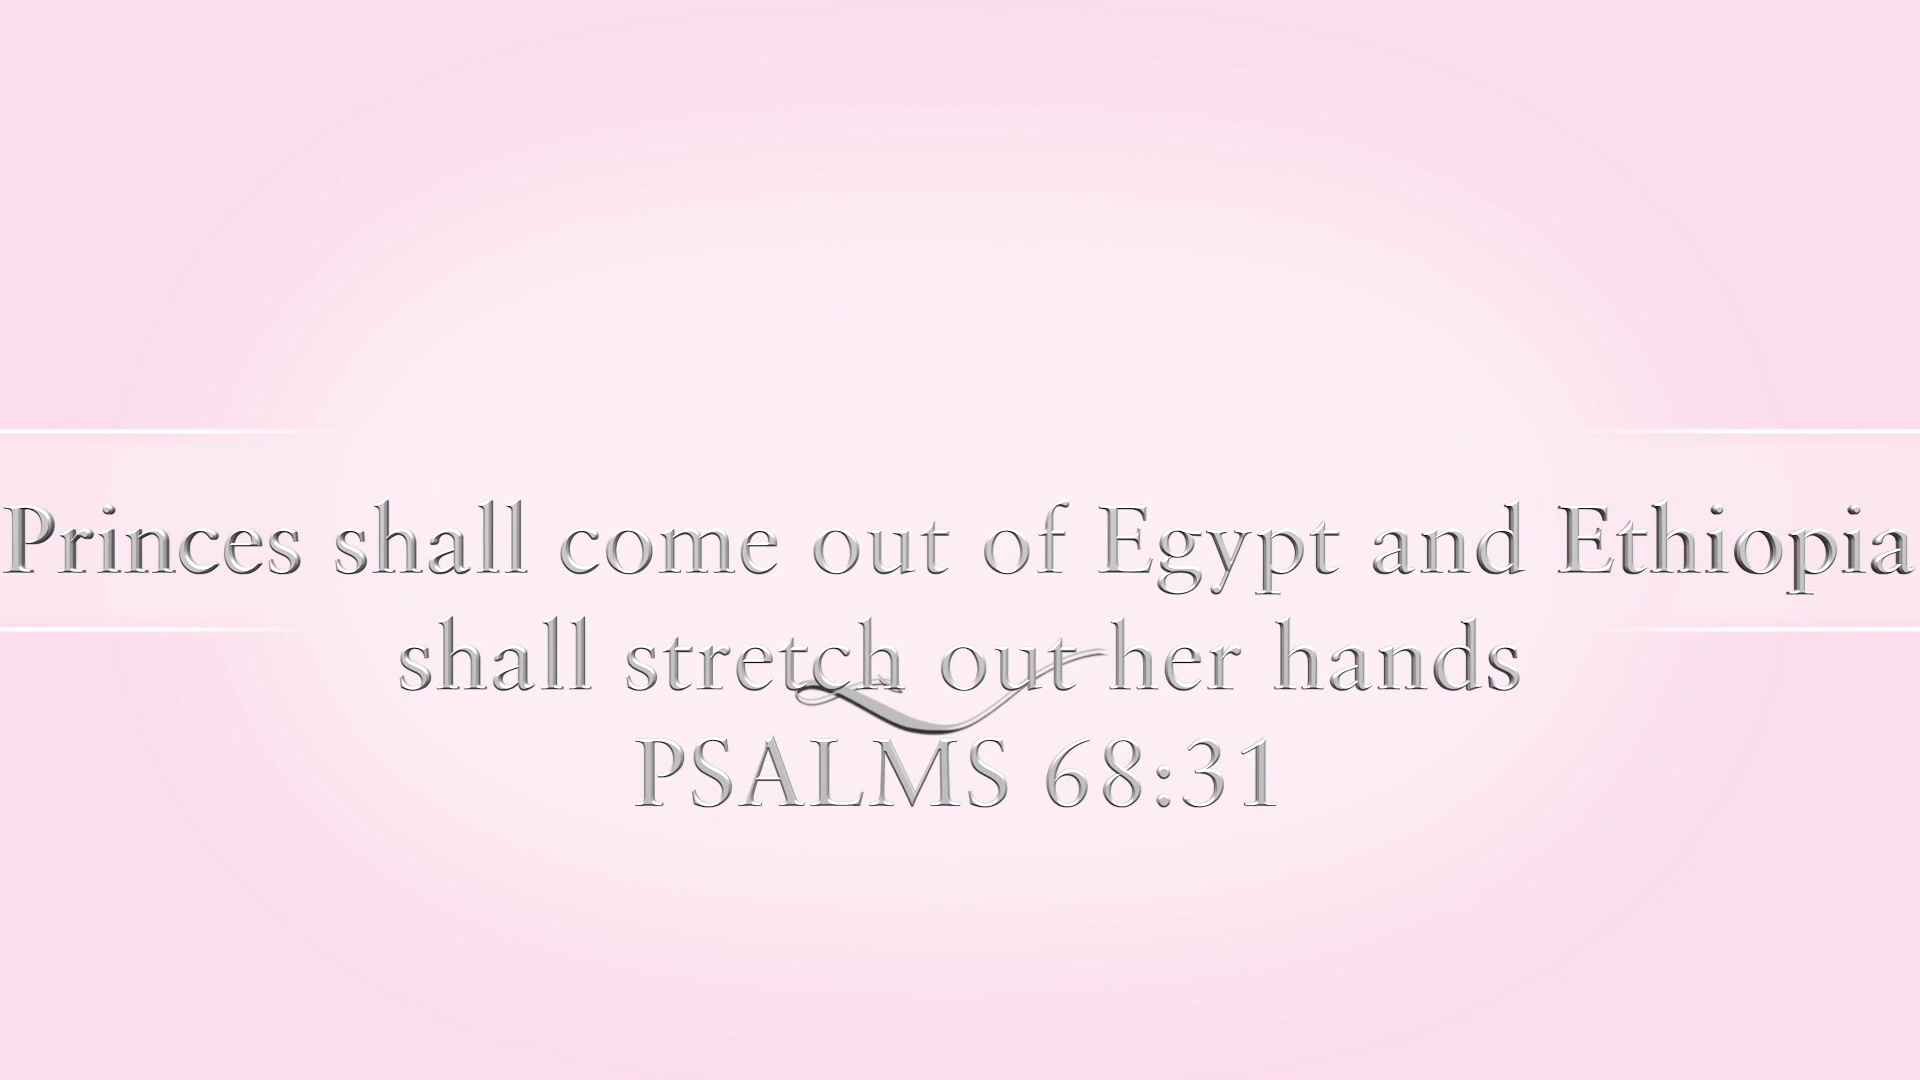 Princes shall come out of Egypt and Ethiopia
shall stretch out her hands
PSALMS 68:31